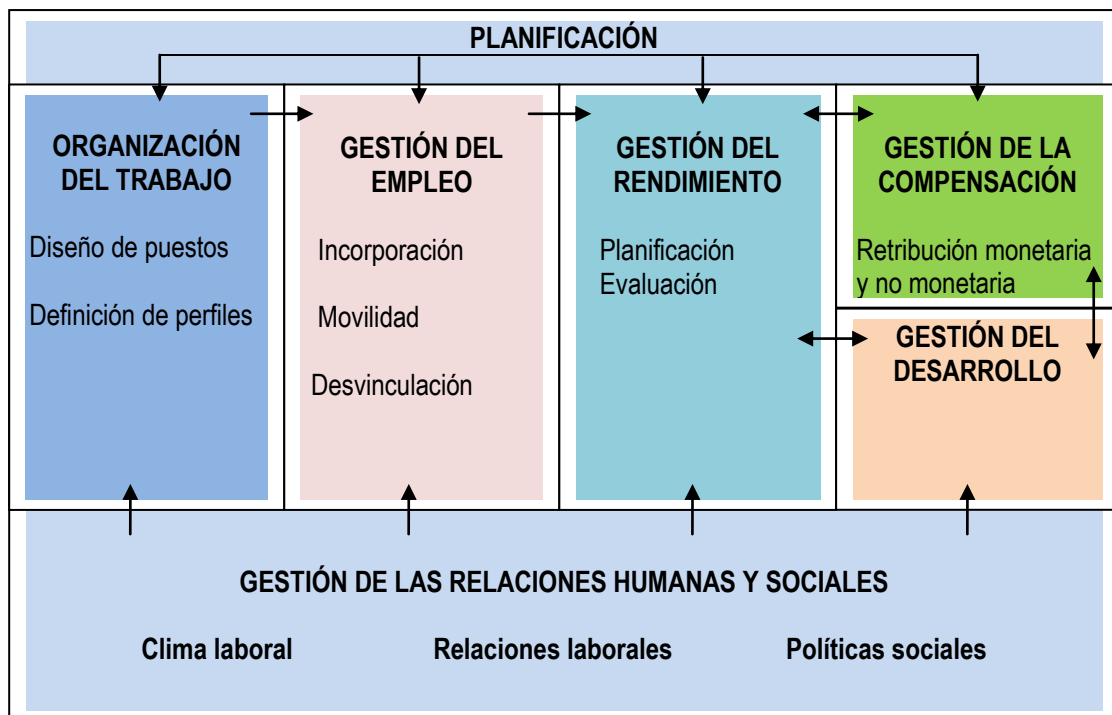 PLANIFICACIÓN
ORGANIZACIÓN
DEL TRABAJO
Diseño de puestos
Definición de perfiles
GESTIÓN DEL
EMPLEO
Incorporación
Movilidad
Desvinculación
GESTIÓN DEL
RENDIMIENTO
Planificación
Evaluación
GESTIÓN DE LA
COMPENSACIÓN
Retribución monetaria
y no monetaria
GESTIÓN DEL
DESARROLLO
GESTIÓN DE LAS RELACIONES HUMANAS Y SOCIALES
Clima laboral Relaciones laborales Políticas sociales